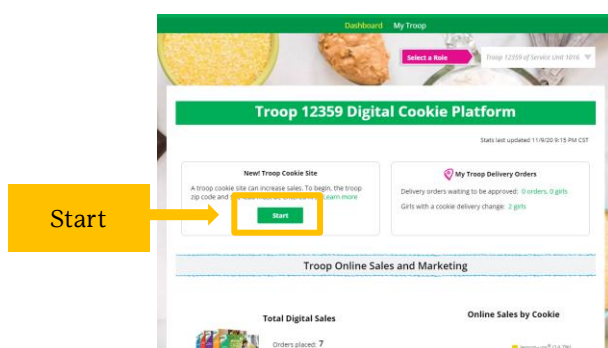 Dashboard My Troop
Select a Role Troop 12359 of Service Unit 1016
Troop 12359 Digital Cookie Platform
Stats last updated 11/9/20 9:15 PM CST
New! Troop Cookie Site
A troop cookie site can increase sales. To begin, the troop
zip code and Learn more
Start
My Troop Delivery Orders
Delivery orders waiting to be approved: 0 orders, 0 girls
Girls with a cookie delivery change: 2 girls
Start
Troop Online Sales and Marketing
Total Digital Sales
Orders placed: 7
Online Sales by Cookie